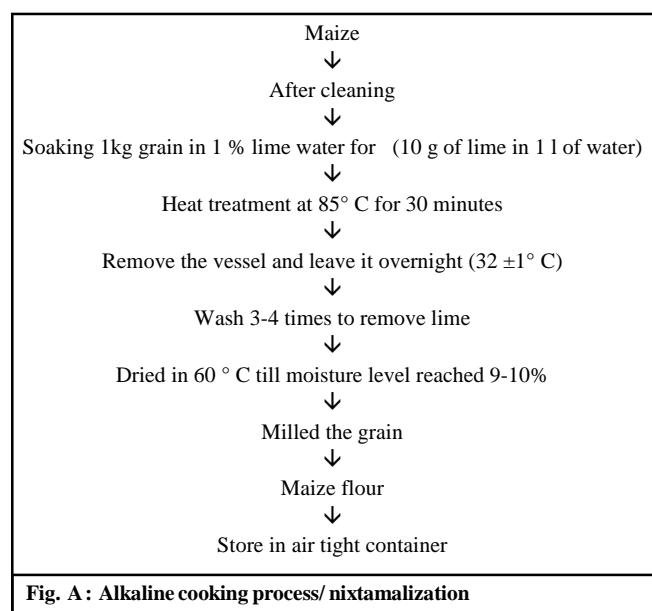 Maize
↓
After cleaning
↓
Soaking 1kg grain in 1 % lime water for (10 g of lime in 1 l of water)
↓
Heat treatment at 85° C for 30 minutes
↓
Remove the vessel and leave it overnight (32 ±1° C)
↓
Wash 3-4 times to remove lime
↓
Dried in 60 ° C till moisture level reached 9-10%
↓
Milled the grain
↓
Maize flour
↓
Store in air tight container
Fig. A : Alkaline cooking process/ nixtamalization